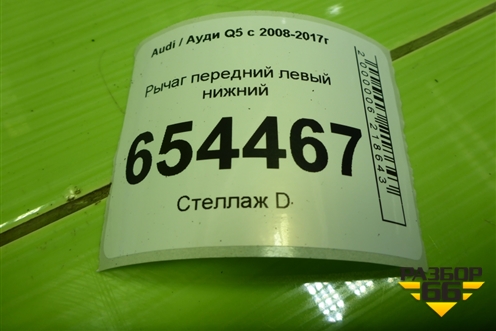 Audi / Ауди Q5 с 2008-2017г
Рычаг передний левый
нижний
654467
Стеллаж D
2000006218643
РАЗБОР
66